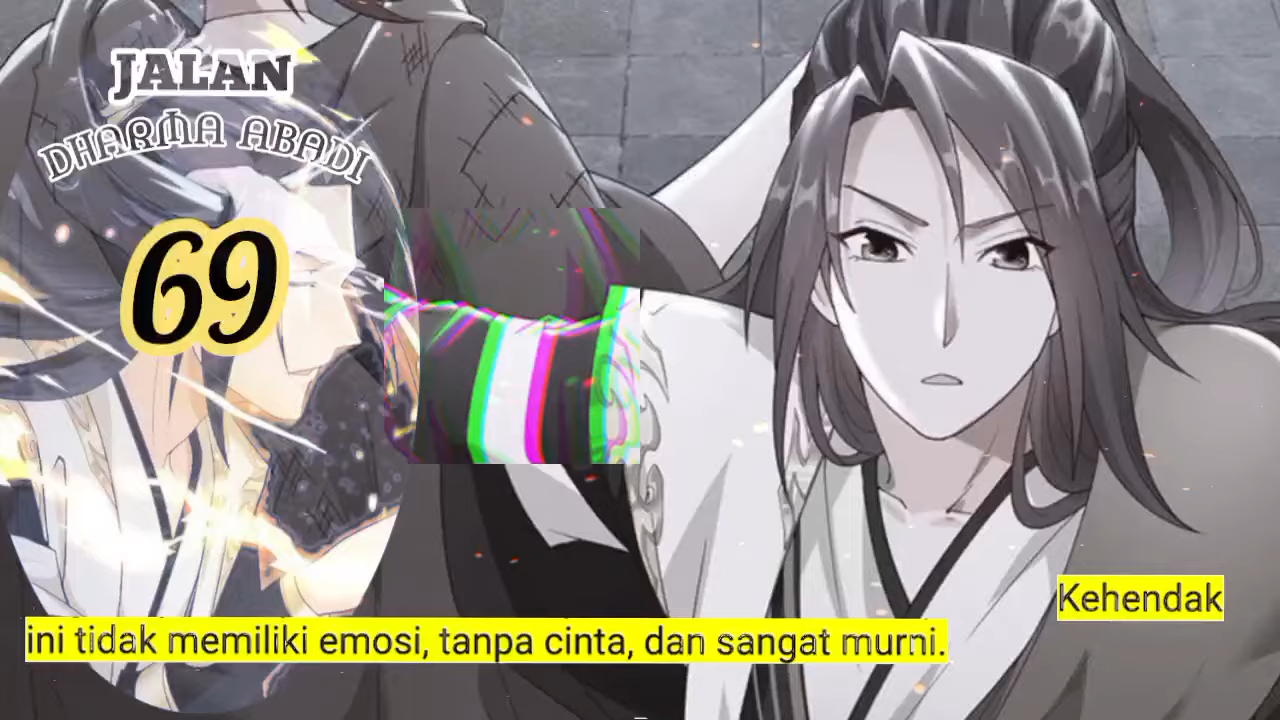 JALAN
DHARMA ABADI
69
Kehendak
ini tidak memiliki emosi, tanpa cinta, dan sangat murni.